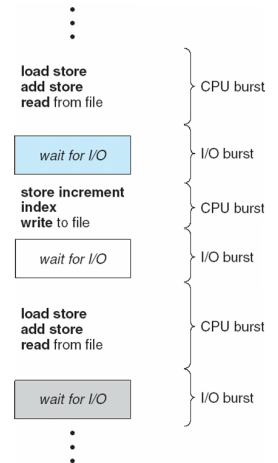 load store
add store
read from file
CPU burst
wait for I/O
I/O burst
store increment
index
write to file
CPU burst
wait for I/O
I/O burst
load store
add store
read from file
CPU burst
wait for I/O
I/O burst